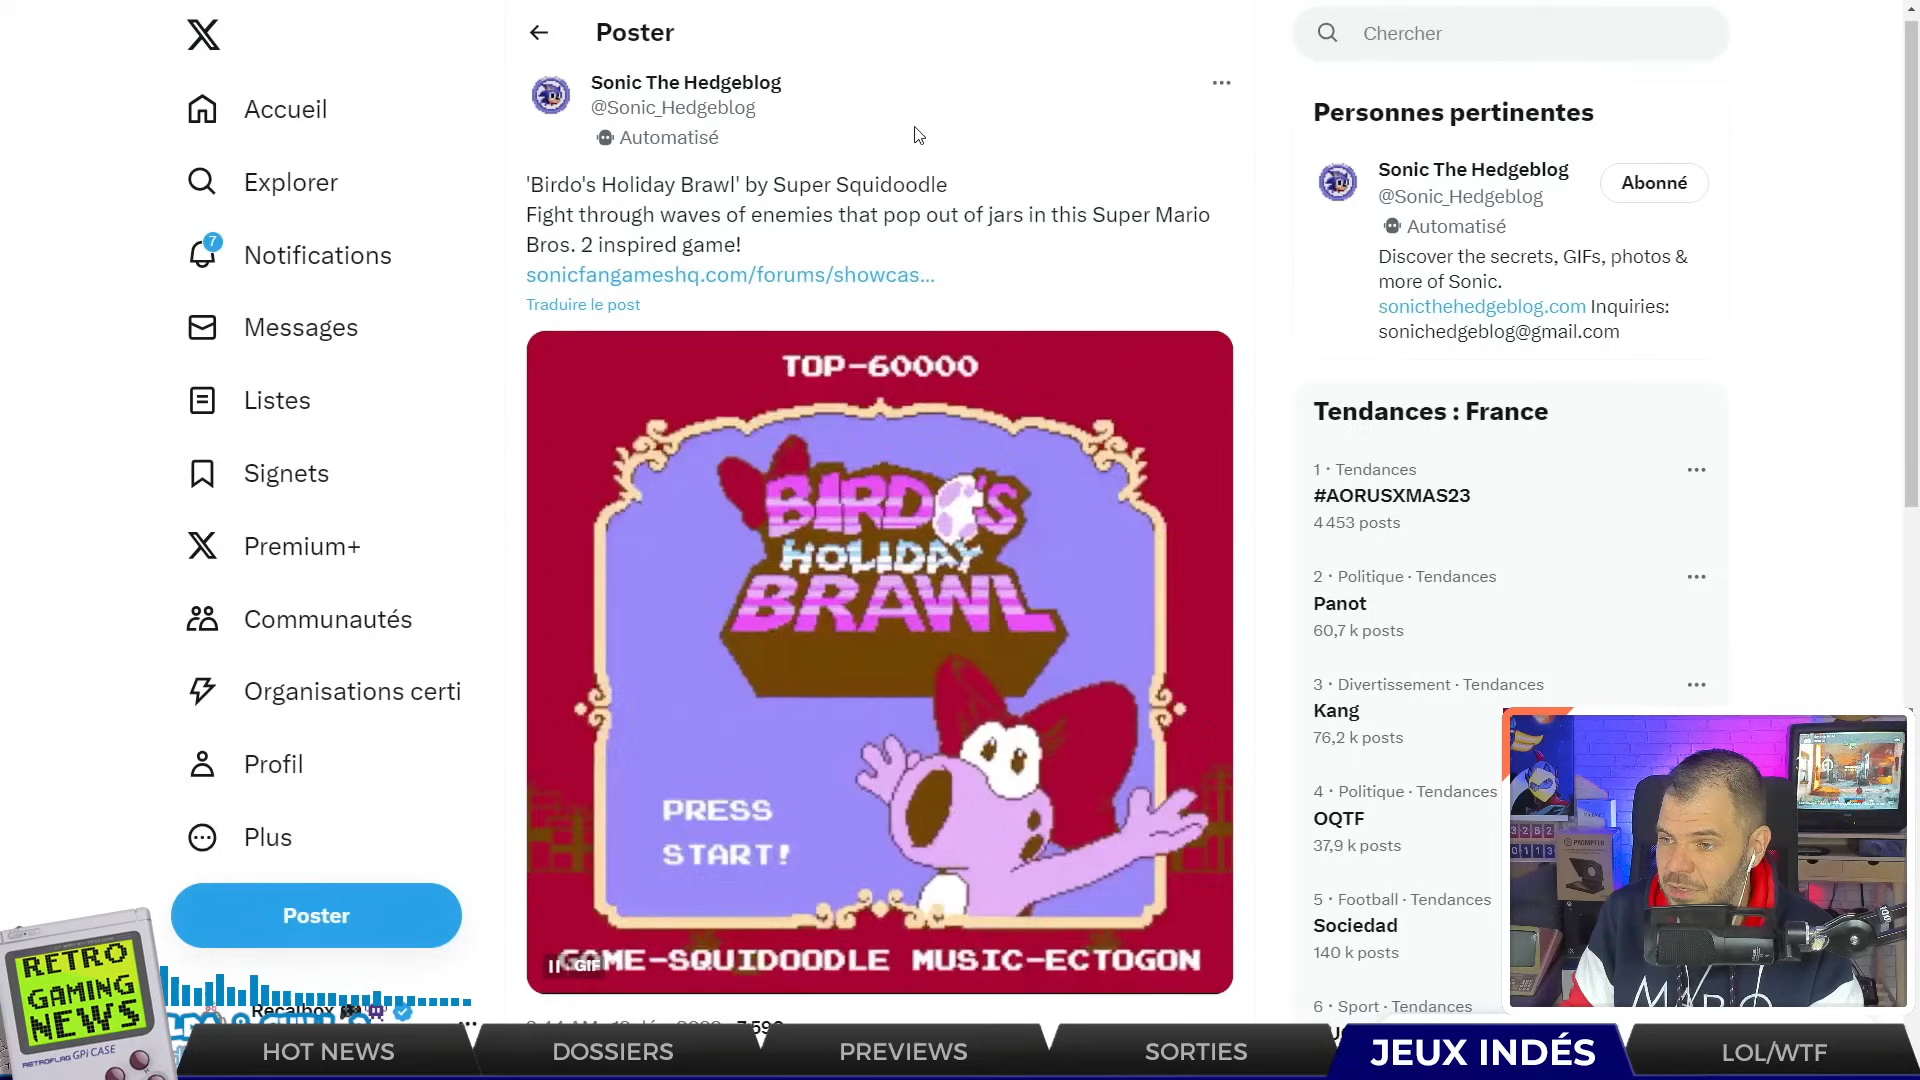 Accueil
Explorer
7
Notifications
Messages
Listes
Signets
Premium+
Communautés
Organisations certi
Profil
Plus
Poster
Poster
Sonic The Hedgeblog
@Sonic_Hedgeblog
Automatisé
'Birdo's Holiday Brawl' by Super Squidoodle
Fight through waves of enemies that pop out of jars in this Super Mario
Bros. 2 inspired game!
sonicfangameshq.com/forums/showcas...
Traduire le post
TOP-60000
BIRDO'S
HOLIDAY
BRAWL
PRESS
START!
GIF
GAME-SQUIDOODLE MUSIC-ECTOGON
Chercher
Personnes pertinentes
Sonic The Hedgeblog
@Sonic_Hedgeblog
Abonné
Automatisé
Discover the secrets, GIFs, photos &
more of Sonic.
sonicthehedgeblog.com Inquiries:
sonichedgeblog@gmail.com
Tendances : France
1 · Tendances
#AORUSXMAS23
4 453 posts
2 · Politique · Tendances
Panot
60,7 k posts
3 · Divertissement · Tendances
Kang
76,2 k posts
4 · Politique · Tendances
OQTF
37,9 k posts
5 · Football · Tendances
Sociedad
140 k posts
6 · Sport · Tendances
RETRO
GAMING
NEWS
RETROFLAG GPi CASE
Recalbox
HOT NEWS
DOSSIERS
PREVIEWS
SORTIES
JEUX INDÉS
LOL/WTF